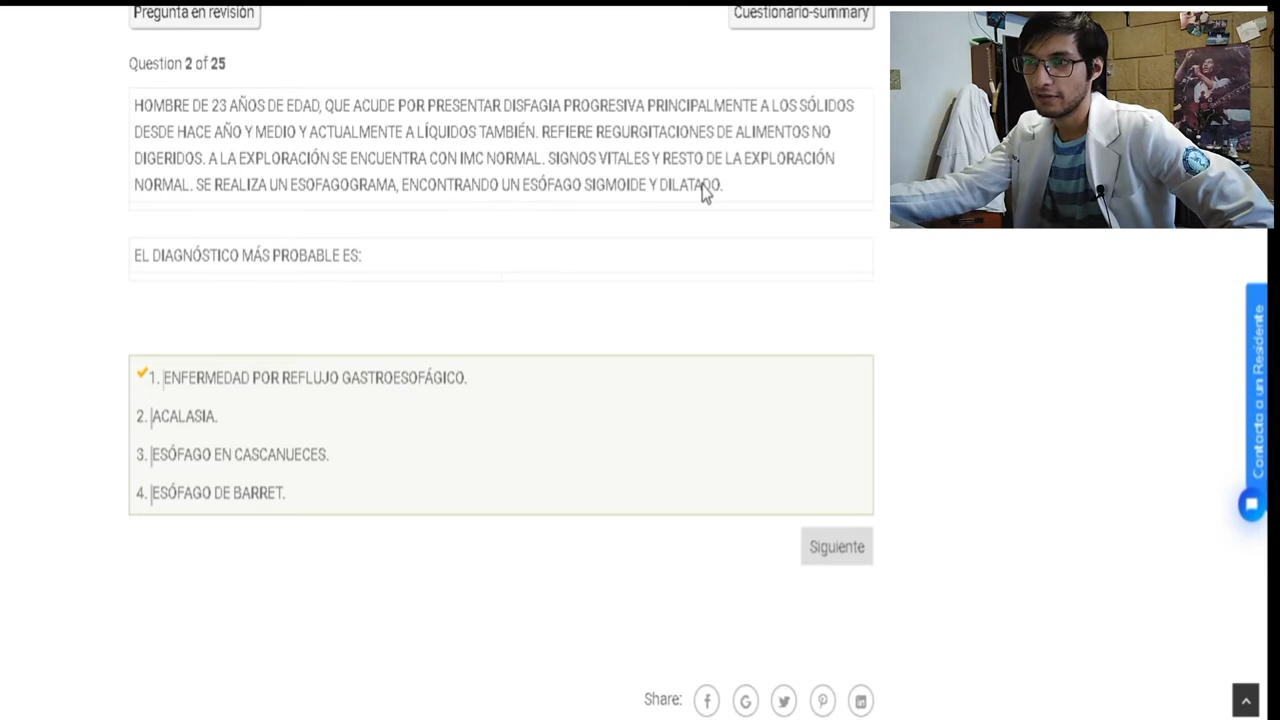 Pregunta en revisión
Cuestionario-summary
Question 2 of 25
HOMBRE DE 23 AÑOS DE EDAD, QUE ACUDE POR PRESENTAR DISFAGIA PROGRESIVA PRINCIPALMENTE A LOS SÓLIDOS
DESDE HACE AÑO Y MEDIO Y ACTUALMENTE A LÍQUIDOS TAMBIÉN. REFIERE REGURGITACIONES DE ALIMENTOS NO
DIGERIDOS. A LA EXPLORACIÓN SE ENCUENTRA CON IMC NORMAL. SIGNOS VITALES Y RESTO DE LA EXPLORACIÓN
NORMAL. SE REALIZA UN ESOFAGOGRAMA, ENCONTRANDO UN ESÓFAGO SIGMOIDE Y DILATADO.
EL DIAGNÓSTICO MÁS PROBABLE ES:
1. ENFERMEDAD POR REFLUJO GASTROESOFÁGICO.
2. ACALASIA.
3. ESÓFAGO EN CASCANUECES.
4. ESÓFAGO DE BARRET.
Siguiente
Contacta a un Residente
Share: